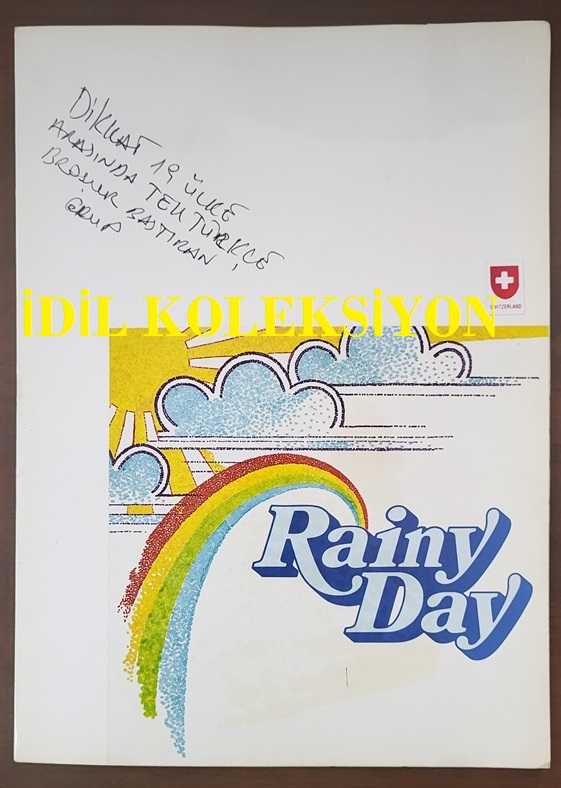 DİKKAT 19 ÜLKE
ARASINDA TEK TÜRKÇE
BROŞÜR BASTIRAN
GRUP
SWITZERLAND
İDİL KOLEKSİYON
Rainy
Day